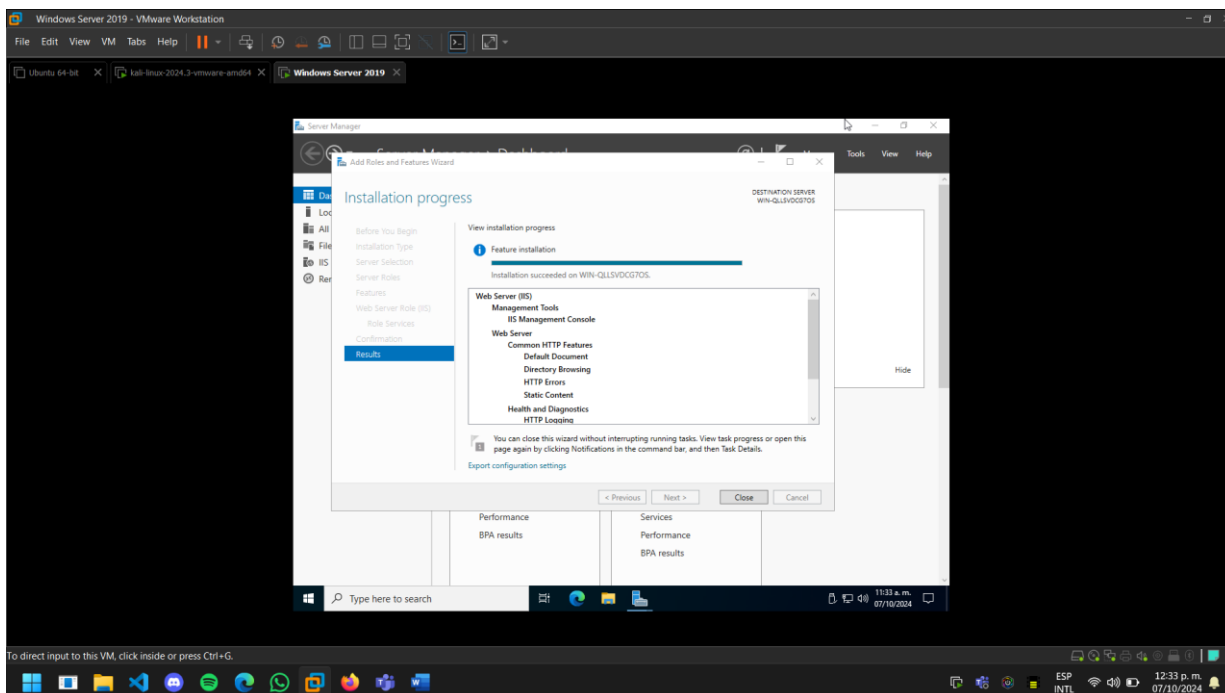 Windows Server 2019 - VMware Workstation
File Edit View VM Tabs Help
Ubuntu 64-bit
kali-linux-2024.3-vmware-amd64
Windows Server 2019
Server Manager
Tools View Help
Add Roles and Features Wizard
Installation progress
DESTINATION SERVER
WIN-QLLSVDCG7OS
Before You Begin
Installation Type
Server Selection
Server Roles
Features
Web Server Role (IIS)
Role Services
Confirmation
Results
View installation progress
Feature installation
Installation succeeded on WIN-QLLSVDCG7OS.
Web Server (IIS)
Management Tools
IIS Management Console
Web Server
Common HTTP Features
Default Document
Directory Browsing
HTTP Errors
Static Content
Health and Diagnostics
HTTP Logging
You can close this wizard without interrupting running tasks. View task progress or open this
page again by clicking Notifications in the command bar, and then Task Details.
Export configuration settings
< Previous Next > Close Cancel
Da
Loc
All
File
IIS
Rer
Hide
Performance
BPA results
Services
Performance
BPA results
Type here to search
11:33 a. m.
07/10/2024
To direct input to this VM, click inside or press Ctrl+G.
ESP
INTL
12:33 p. m.
07/10/2024